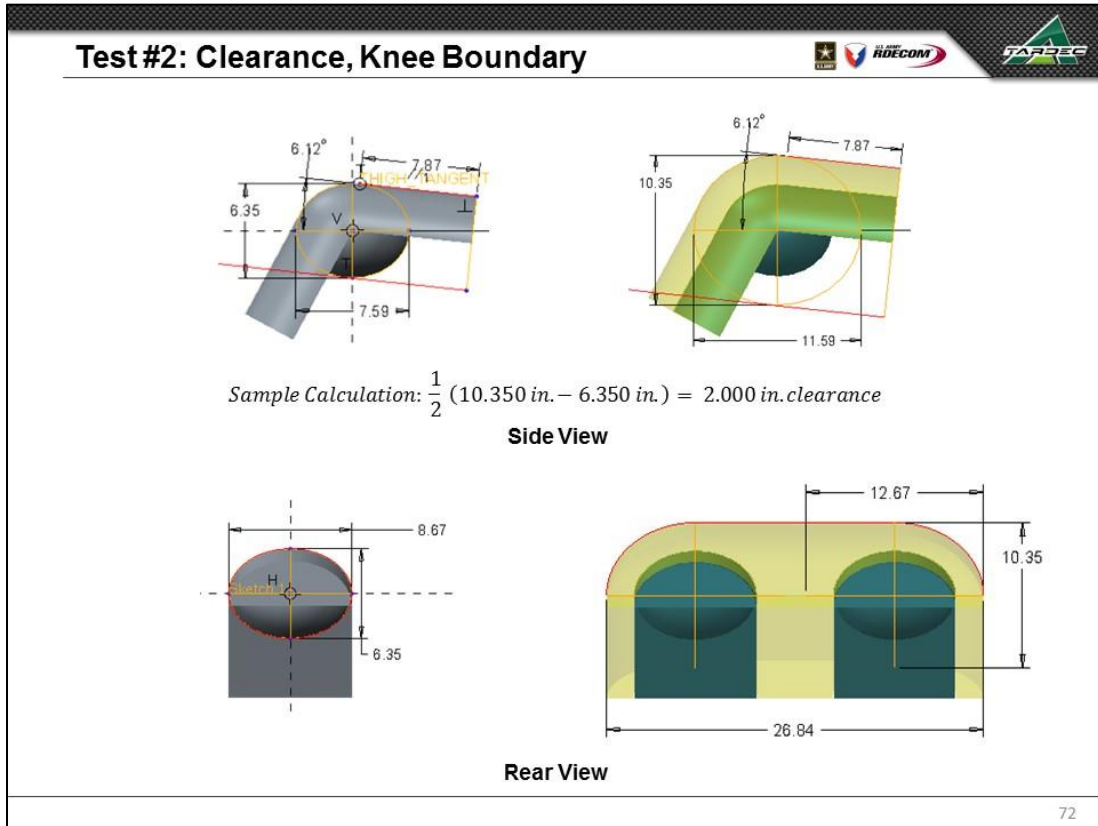 Test #2: Clearance, Knee Boundary
U.S.ARMY
U.S. ARMY
RDECOM
TARDEC
6.12°
7.87
THIGH_TANGENT
T
6.35
V
T
7.59
6.12°
7.87
10.35
11.59
Sample Calculation: 1/2 (10.350 in. − 6.350 in.) = 2.000 in. clearance
Side View
8.67
H
Sketch 1
6.35
12.67
10.35
26.84
Rear View
72